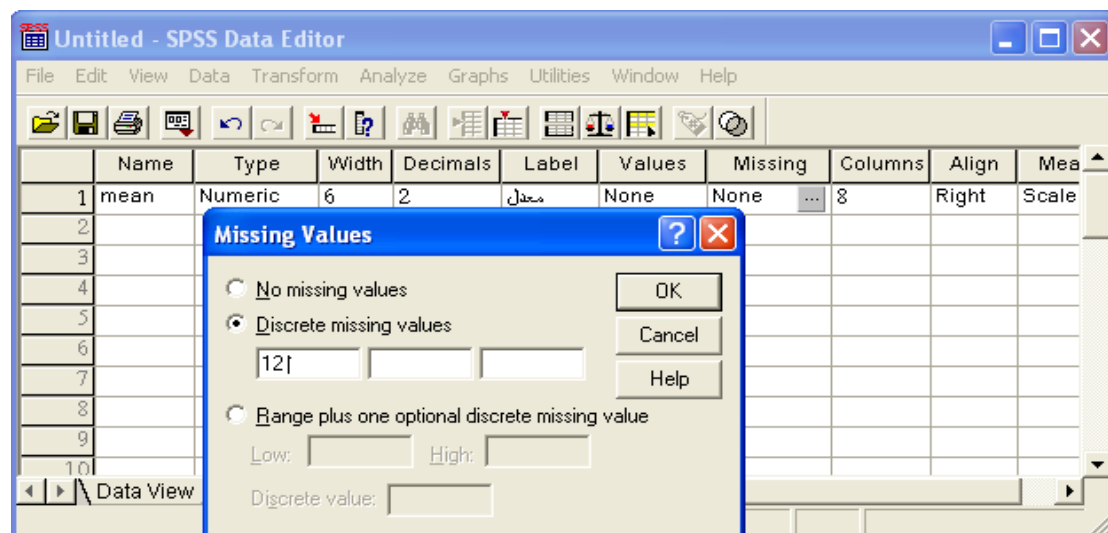 Untitled - SPSS Data Editor
File Edit View Data Transform Analyze Graphs Utilities Window Help
Name Type Width Decimals Label Values Missing Columns Align Mea
1 mean Numeric 6 2 معدل None None ... 8 Right Scale
2
3
4
5
6
7
8
9
10
Missing Values
No missing values
Discrete missing values
12
Range plus one optional discrete missing value
Low: High:
Discrete value:
OK
Cancel
Help
Data View